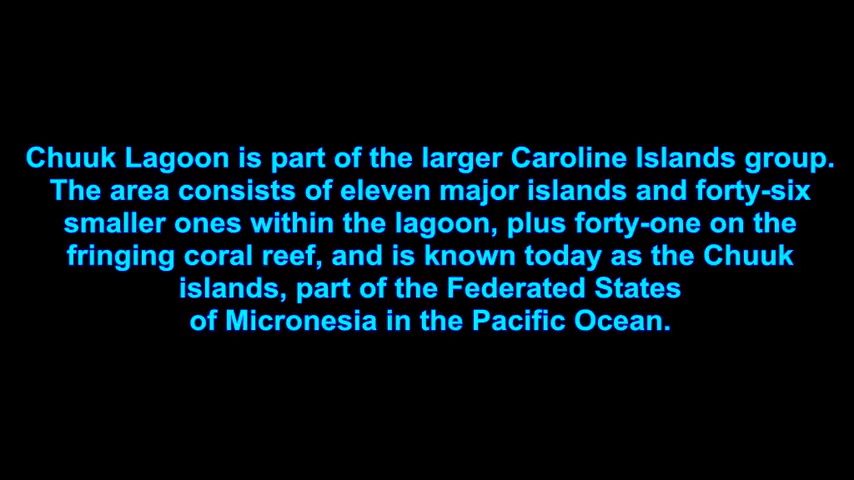 Chuuk Lagoon is part of the larger Caroline Islands group.
The area consists of eleven major islands and forty-six
smaller ones within the lagoon, plus forty-one on the
fringing coral reef, and is known today as the Chuuk
islands, part of the Federated States
of Micronesia in the Pacific Ocean.